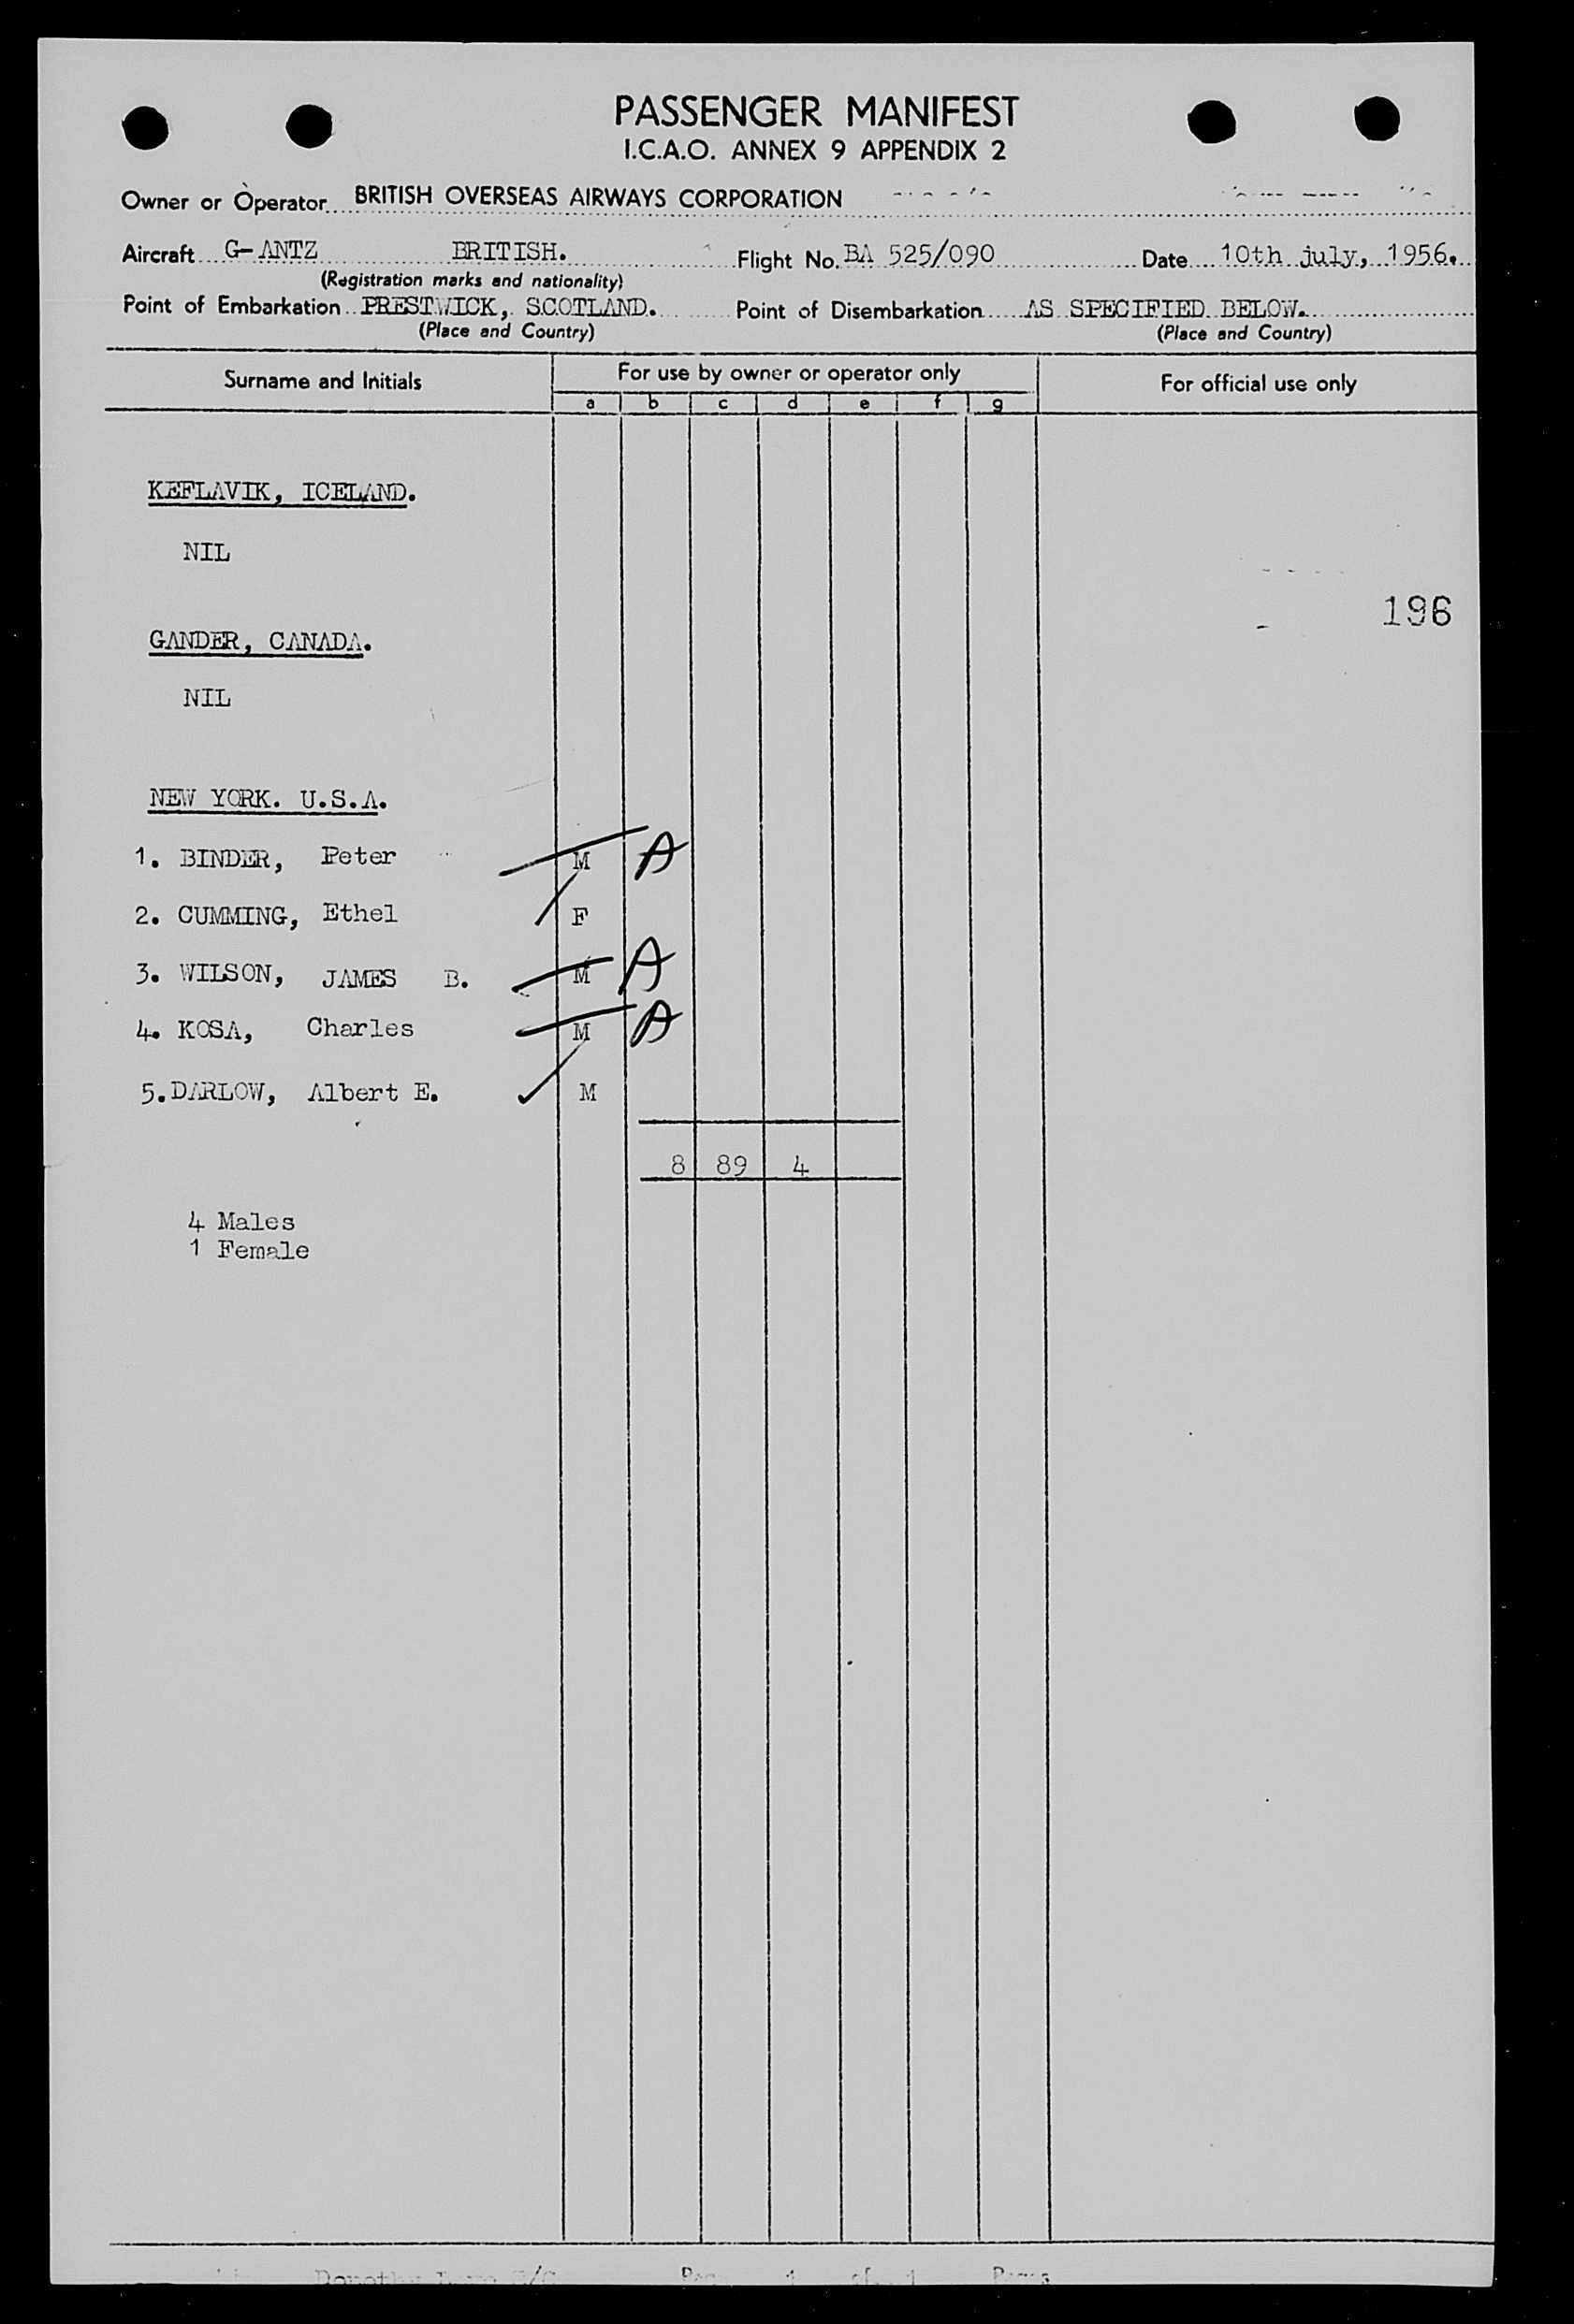 PASSENGER MANIFEST
I.C.A.O. ANNEX 9 APPENDIX 2
Owner or Operator BRITISH OVERSEAS AIRWAYS CORPORATION
Aircraft G-ANTZ BRITISH. Flight No. BA 525/090 Date 10th july, 1956.
(Registration marks and nationality)
Point of Embarkation PRESTWICK, SCOTLAND. Point of Disembarkation AS SPECIFIED BELOW.
(Place and Country) (Place and Country)
Surname and Initials For use by owner or operator only For official use only
a b c d e f g
KEFLAVIK, ICELAND.
NIL
196
GANDER, CANADA.
NIL
NEW YORK. U.S.A.
1. BINDER, Peter M A
2. CUMMING, Ethel F
3. WILSON, JAMES B. M A
4. KOSA, Charles M A
5. DARLOW, Albert E. M
8 89 4
4 Males
1 Female